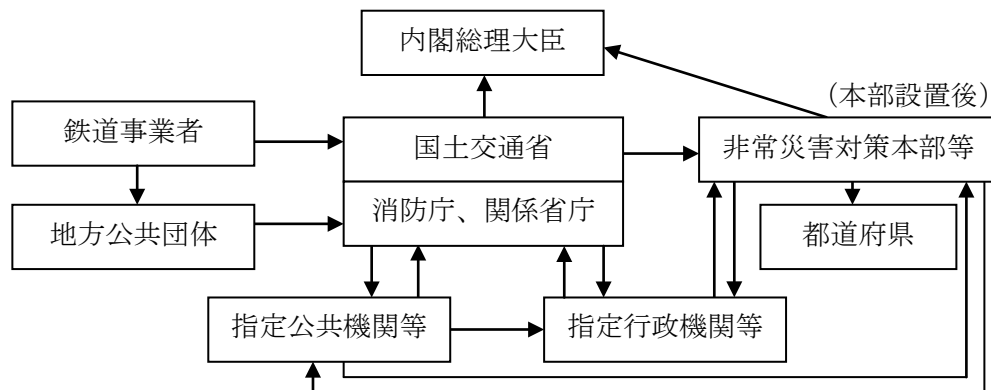 内閣総理大臣
(本部設置後)
鉄道事業者
国土交通省
非常災害対策本部等
地方公共団体
消防庁、関係省庁
都道府県
指定公共機関等
指定行政機関等